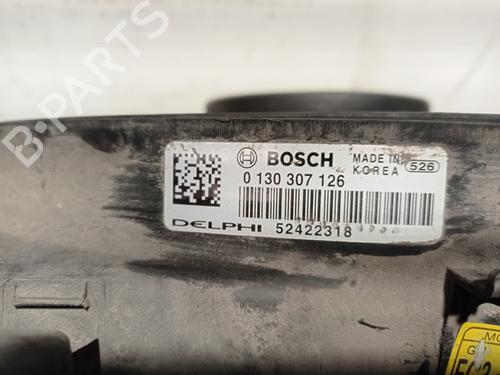 B-PARTS
BOSCH MADE IN KOREA 526
0 130 307 126
DELPHI 52422318